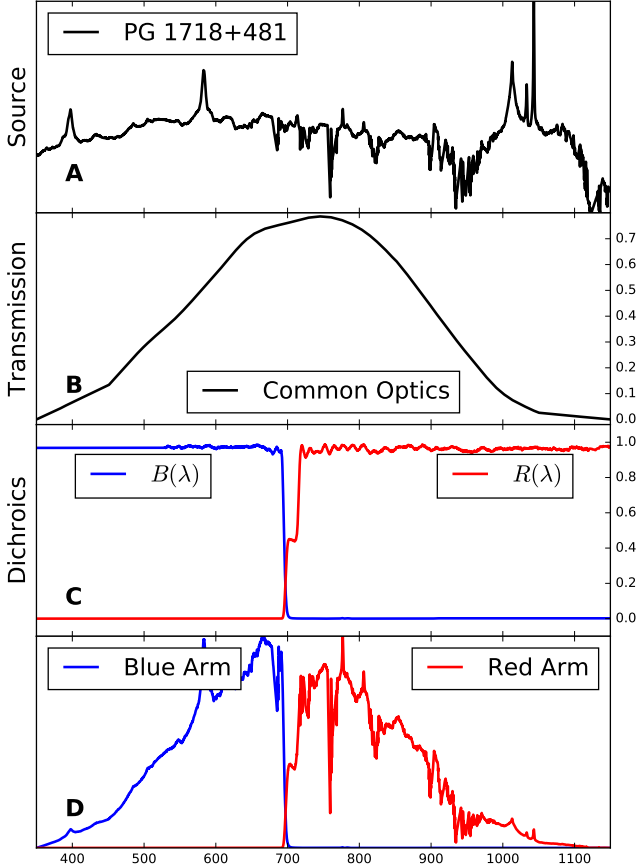 PG 1718+481
Source
A
Transmission
0.7
0.6
0.5
0.4
0.3
0.2
0.1
0.0
B
Common Optics
Dichroics
1.0
0.8
0.6
0.4
0.2
0.0
B(λ)
R(λ)
C
Blue Arm
Red Arm
D
400 500 600 700 800 900 1000 1100